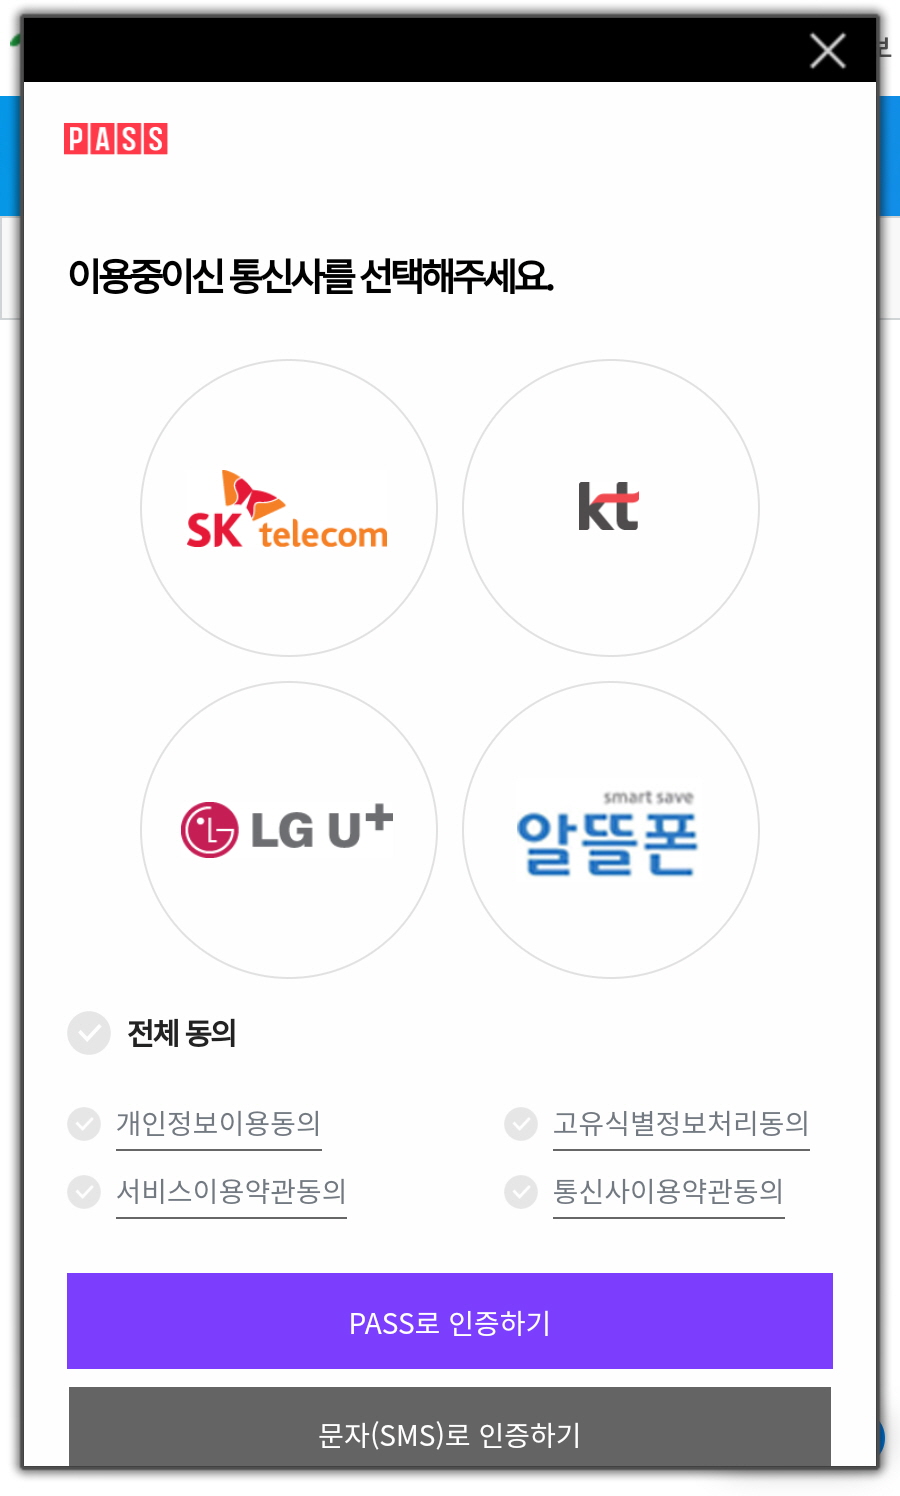 PASS
이용중이신 통신사를 선택해주세요.
SK telecom
kt
LG U+
smart save
알뜰폰
전체 동의
개인정보이용동의
고유식별정보처리동의
서비스이용약관동의
통신사이용약관동의
PASS로 인증하기
문자(SMS)로 인증하기